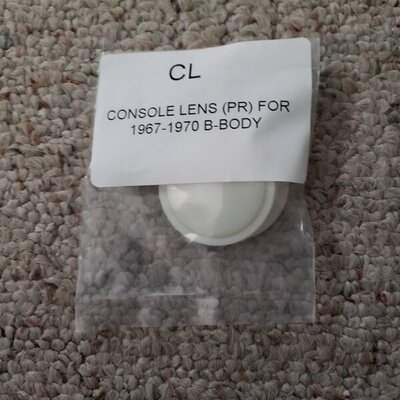 CL
CONSOLE LENS (PR) FOR
1967-1970 B-BODY